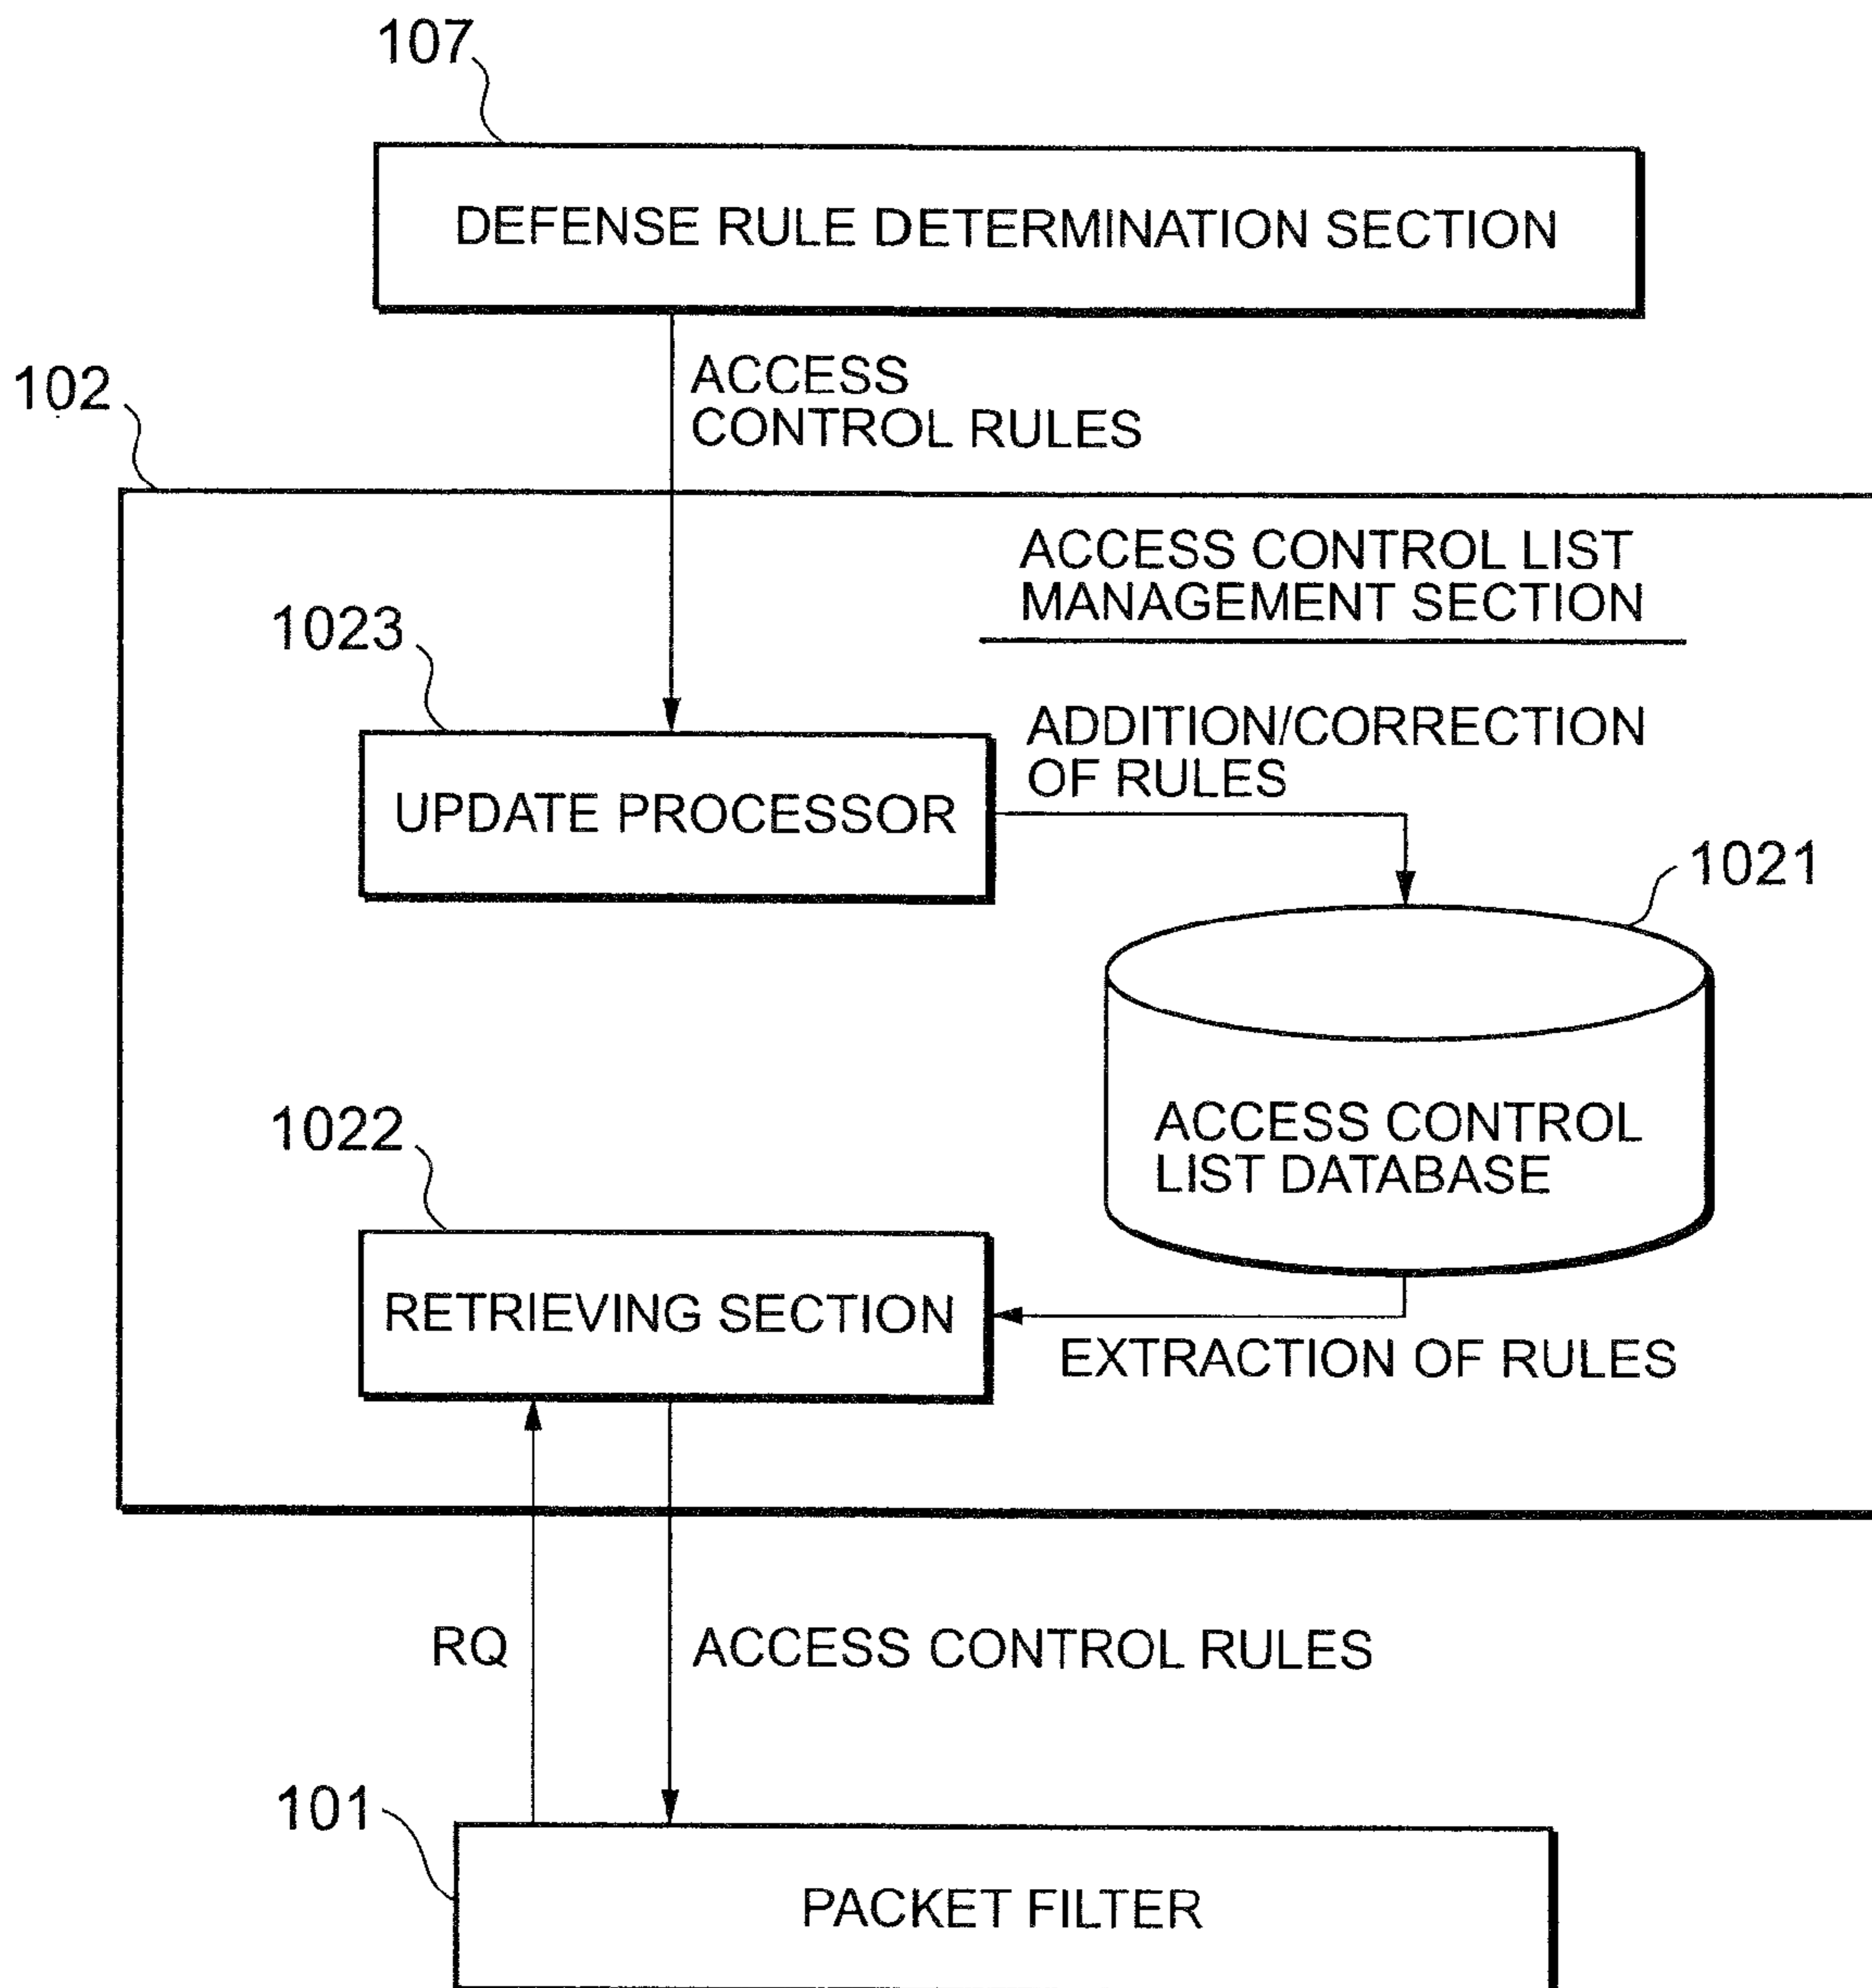 107
DEFENSE RULE DETERMINATION SECTION
102
ACCESS
CONTROL RULES
ACCESS CONTROL LIST
MANAGEMENT SECTION
1023
ADDITION/CORRECTION
OF RULES
UPDATE PROCESSOR
1021
ACCESS CONTROL
LIST DATABASE
1022
RETRIEVING SECTION
EXTRACTION OF RULES
RQ
ACCESS CONTROL RULES
101
PACKET FILTER